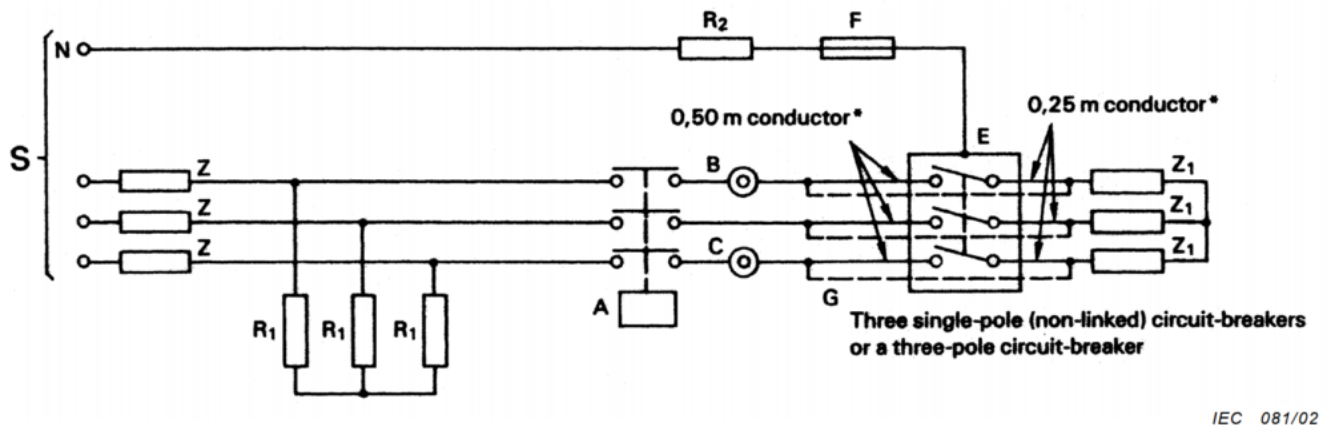 R2
F
N
0,50 m conductor*
0,25 m conductor*
E
S
Z
B
Z1
Z
Z1
Z
C
Z1
A
G
R1
R1
R1
Three single-pole (non-linked) circuit-breakers
or a three-pole circuit-breaker
IEC 081/02